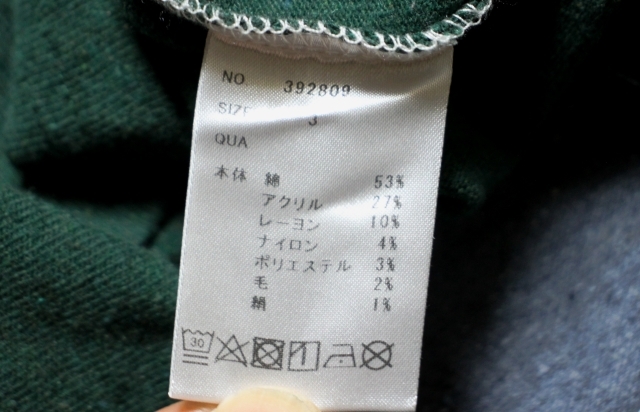 NO. 392809
SIZE 3
QUA
本体 綿 53%
アクリル 27%
レーヨン 10%
ナイロン 4%
ポリエステル 3%
毛 2%
絹 1%
30